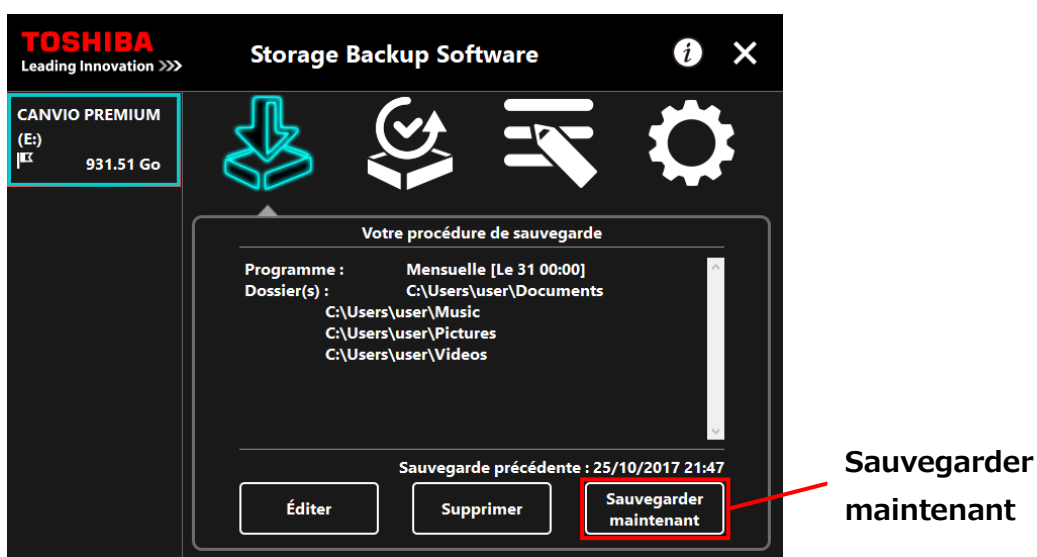 TOSHIBA
Leading Innovation >>>
Storage Backup Software
i
CANVIO PREMIUM
(E:)
931.51 Go
Votre procédure de sauvegarde
Programme : Mensuelle [Le 31 00:00]
Dossier(s) : C:\Users\user\Documents
C:\Users\user\Music
C:\Users\user\Pictures
C:\Users\user\Videos
Sauvegarde précédente : 25/10/2017 21:47
Éditer
Supprimer
Sauvegarder
maintenant
Sauvegarder
maintenant